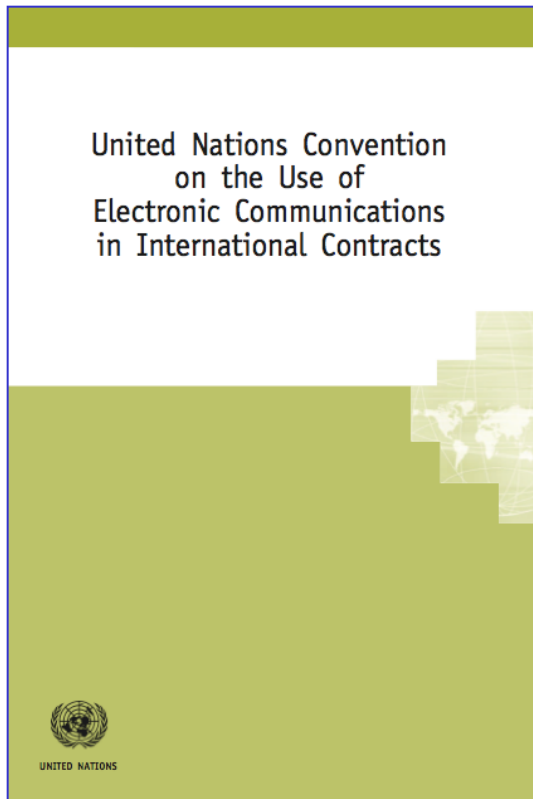 United Nations Convention
on the Use of
Electronic Communications
in International Contracts
UNITED NATIONS